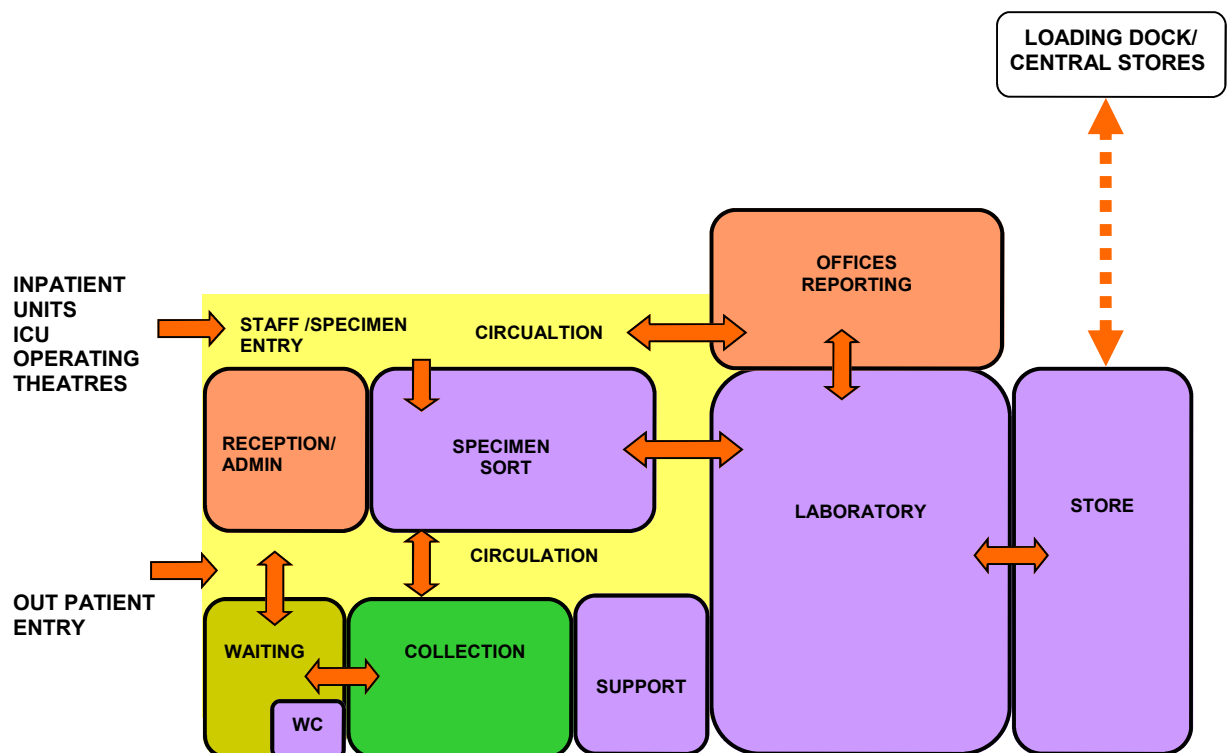 LOADING DOCK/
CENTRAL STORES
OFFICES
REPORTING
INPATIENT
UNITS
ICU
OPERATING
THEATRES
STAFF /SPECIMEN
ENTRY
CIRCUALTION
RECEPTION/
ADMIN
SPECIMEN
SORT
LABORATORY
STORE
CIRCULATION
OUT PATIENT
ENTRY
WAITING
COLLECTION
SUPPORT
WC